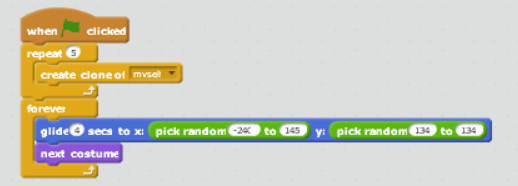 when clicked
repeat 5
create clone of myself
forever
glide 4 secs to x: pick random -240 to 145 y: pick random 134 to 134
next costume